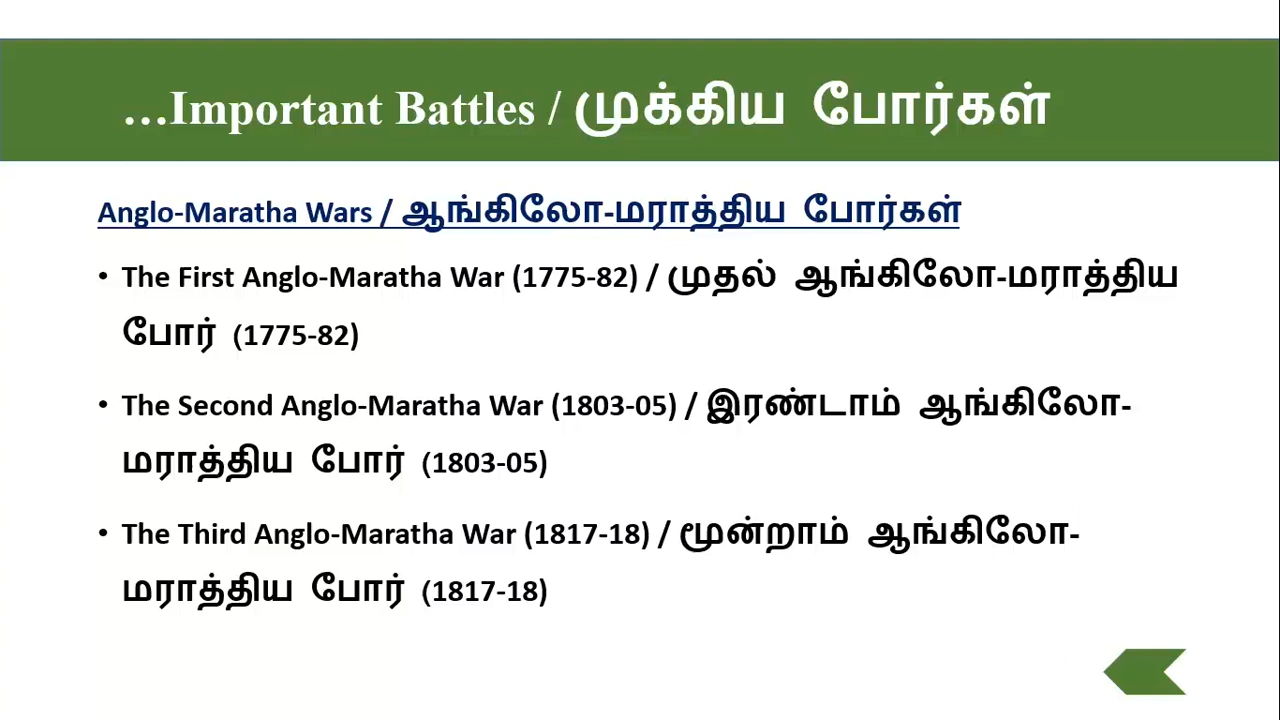 ...Important Battles / முக்கிய போர்கள்
Anglo-Maratha Wars / ஆங்கிலோ-மராத்திய போர்கள்
• The First Anglo-Maratha War (1775-82) / முதல் ஆங்கிலோ-மராத்திய
போர் (1775-82)
• The Second Anglo-Maratha War (1803-05) / இரண்டாம் ஆங்கிலோ-
மராத்திய போர் (1803-05)
• The Third Anglo-Maratha War (1817-18) / மூன்றாம் ஆங்கிலோ-
மராத்திய போர் (1817-18)